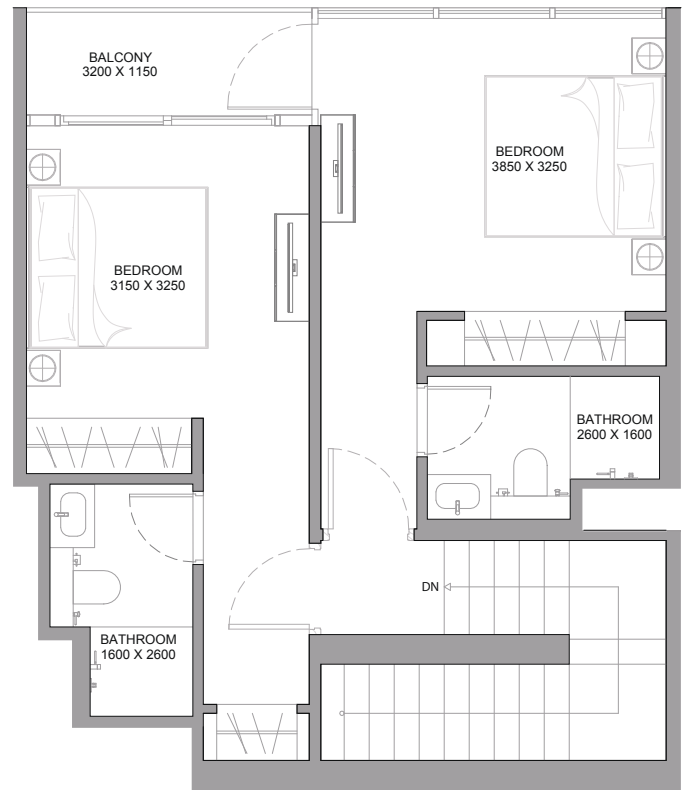 BALCONY
3200 X 1150
BEDROOM
3850 X 3250
BEDROOM
3150 X 3250
BATHROOM
2600 X 1600
DN
BATHROOM
1600 X 2600